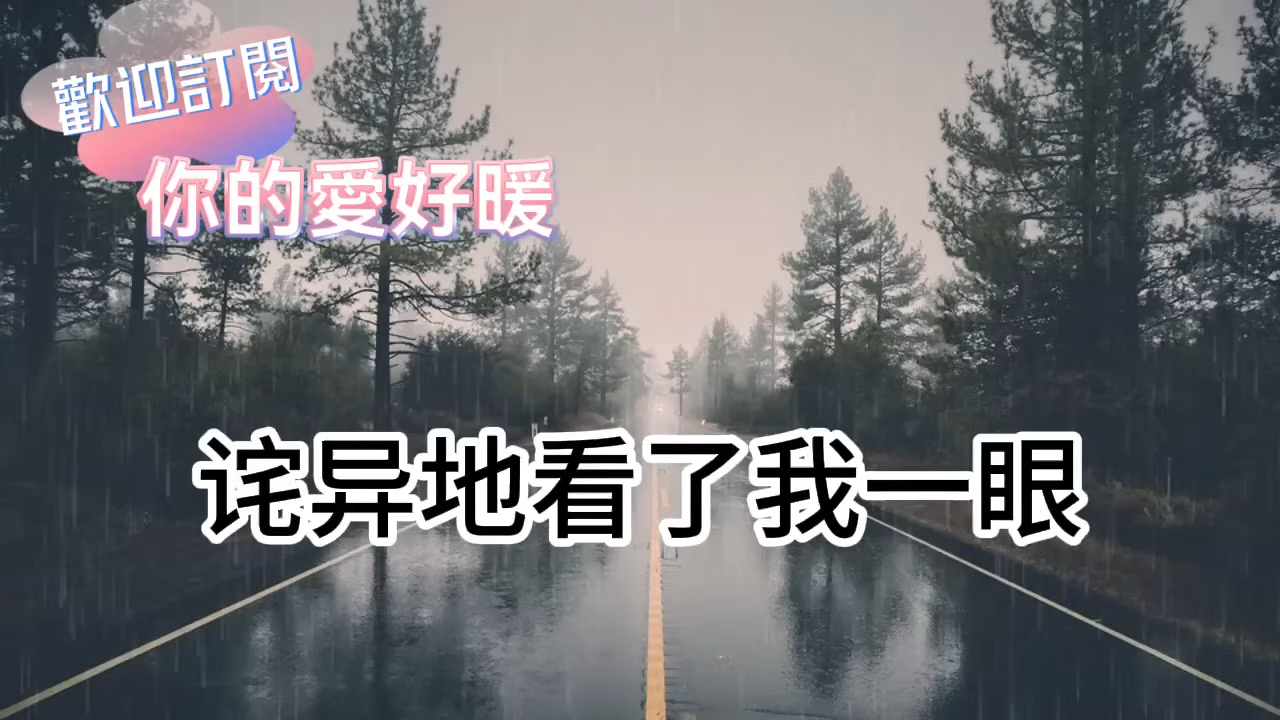 歡迎訂閱
你的愛好暖
诧异地看了我一眼